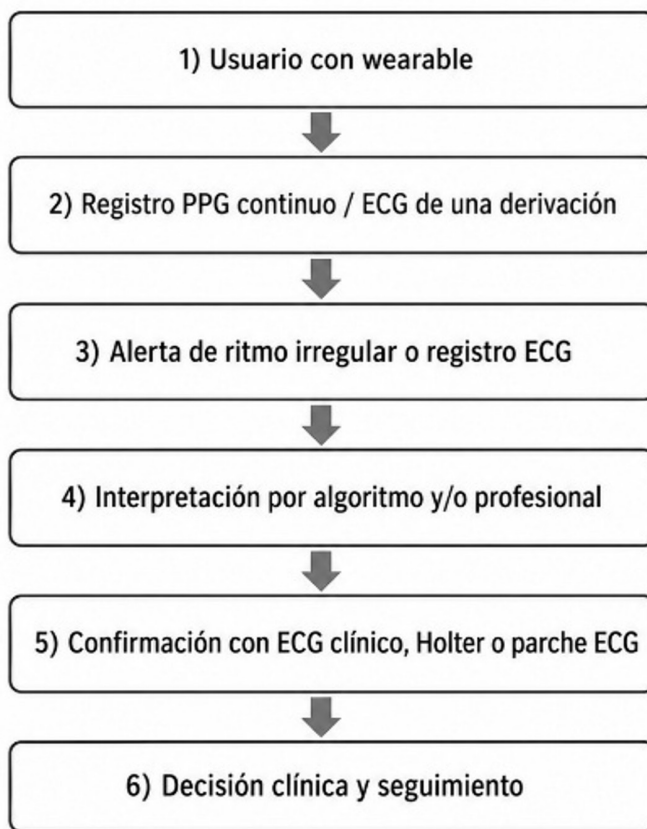 1) Usuario con wearable
2) Registro PPG continuo / ECG de una derivación
3) Alerta de ritmo irregular o registro ECG
4) Interpretación por algoritmo y/o profesional
5) Confirmación con ECG clínico, Holter o parche ECG
6) Decisión clínica y seguimiento